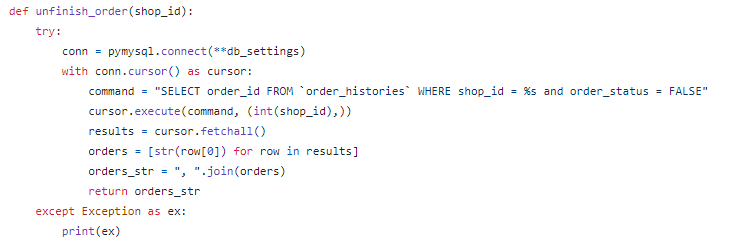 def unfinish_order(shop_id):
    try:
        conn = pymysql.connect(**db_settings)
        with conn.cursor() as cursor:
            command = "SELECT order_id FROM `order_histories` WHERE shop_id = %s and order_status = FALSE"
            cursor.execute(command, (int(shop_id),))
            results = cursor.fetchall()
            orders = [str(row[0]) for row in results]
            orders_str = ", ".join(orders)
            return orders_str
    except Exception as ex:
        print(ex)